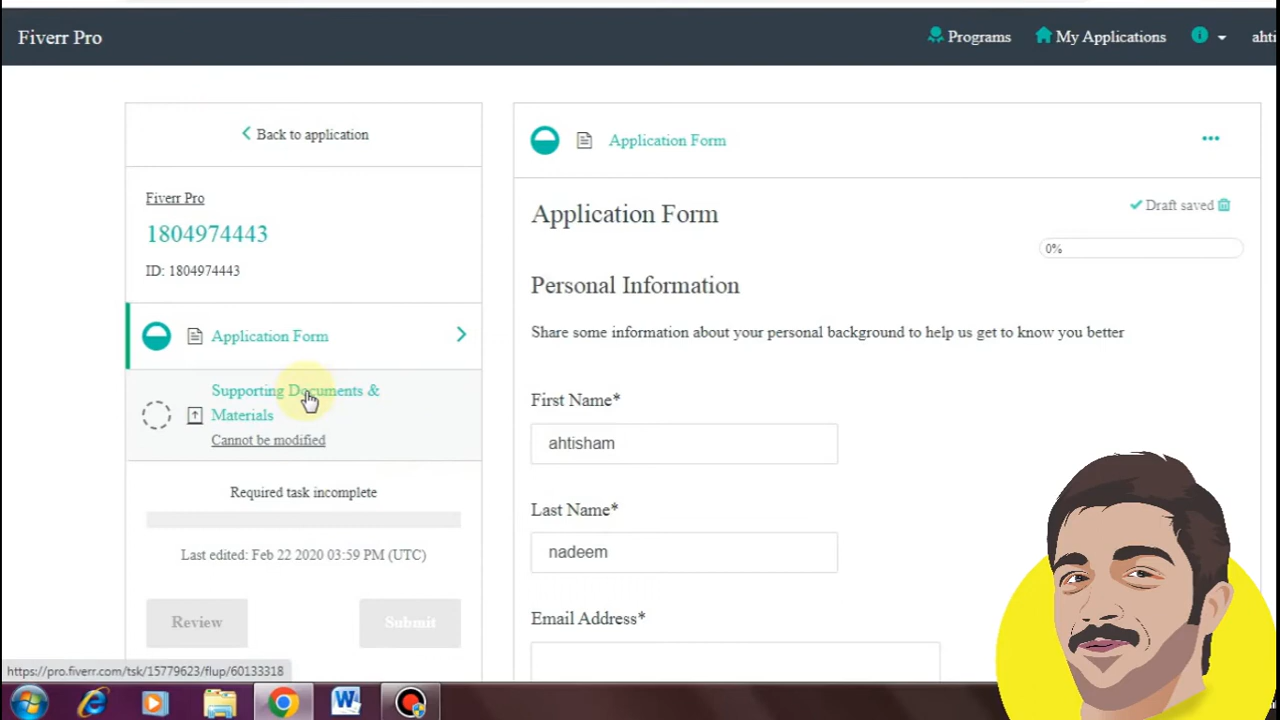 Fiverr Pro
Programs
My Applications
ahti
Back to application
Fiverr Pro
1804974443
ID: 1804974443
Application Form
Supporting Documents &
Materials
Cannot be modified
Required task incomplete
Last edited: Feb 22 2020 03:59 PM (UTC)
Review
Submit
Application Form
Application Form
Draft saved
0%
Personal Information
Share some information about your personal background to help us get to know you better
First Name*
ahtisham
Last Name*
nadeem
Email Address*
https://pro.fiverr.com/tsk/15779623/flup/60133318